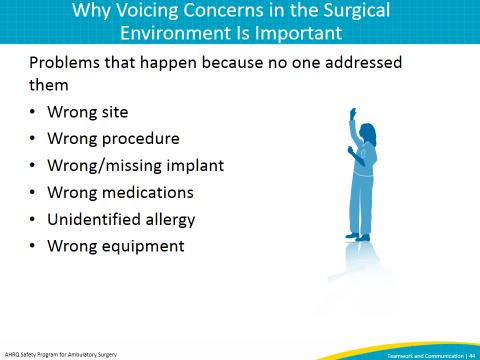 Why Voicing Concerns in the Surgical
Environment Is Important
Problems that happen because no one addressed
them
• Wrong site
• Wrong procedure
• Wrong/missing implant
• Wrong medications
• Unidentified allergy
• Wrong equipment
AHRQ Safety Program for Ambulatory Surgery
Teamwork and Communication | 44